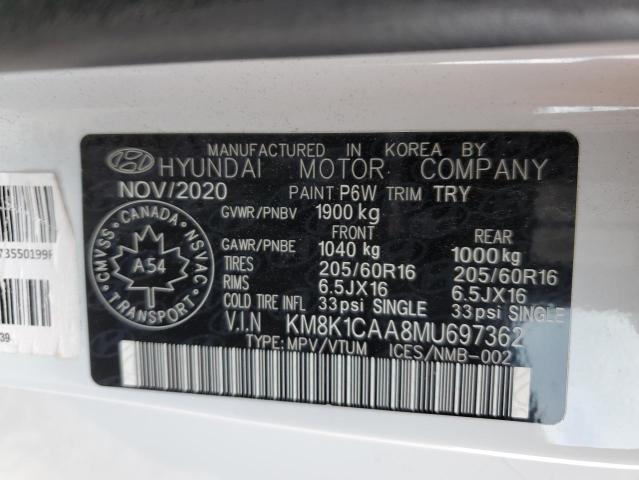 MANUFACTURED IN KOREA BY
HYUNDAI MOTOR COMPANY
NOV/2020 PAINT P6W TRIM TRY
GVWR/PNBV 1900 kg
FRONT REAR
GAWR/PNBE 1040 kg 1000 kg
TIRES 205/60R16 205/60R16
RIMS 6.5JX16 6.5JX16
COLD TIRE INFL 33psi SINGLE 33psi SINGLE
V.I.N KM8K1CAA8MU697362
TYPE: MPV/VTUM ICES/NMB-002
CANADA
CMVSS NSVAC
A54
TRANSPORT
73550199F
39